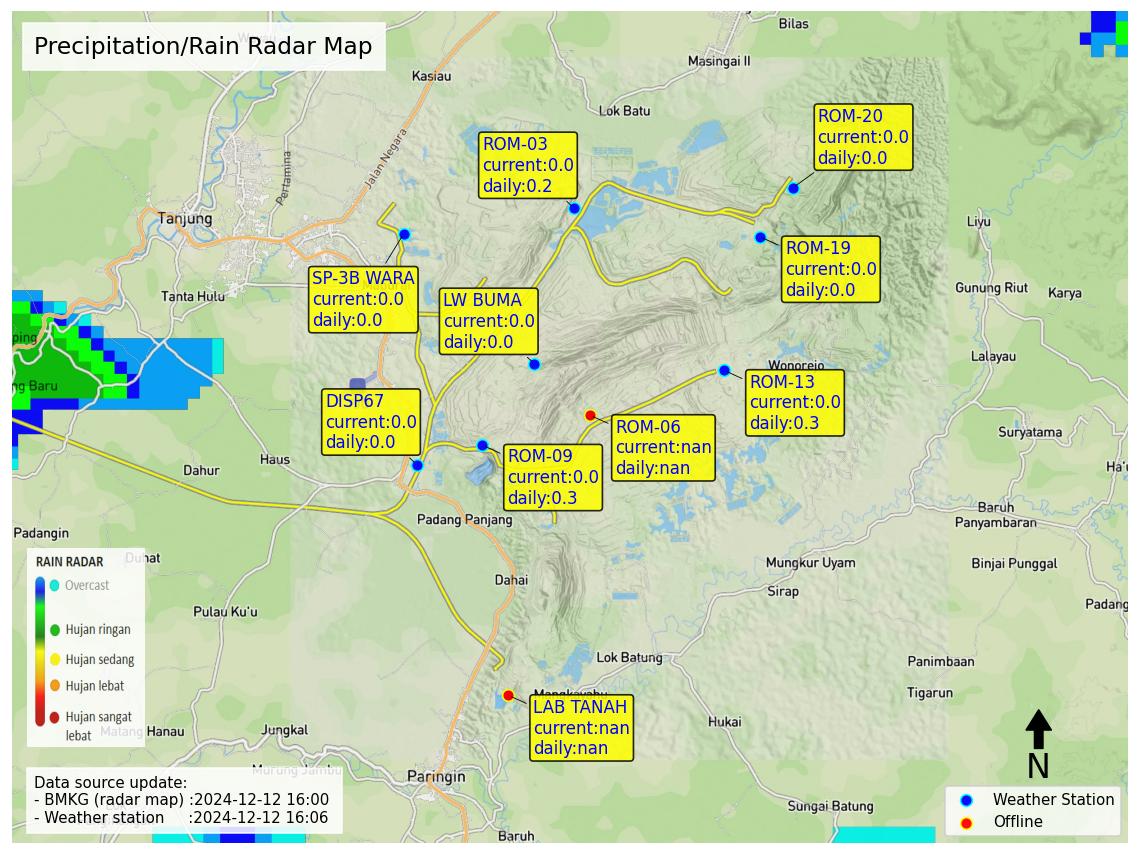 Precipitation/Rain Radar Map
Bilas
Masingai II
Kasiau
Lok Batu
Jalan Negara
Pertamina
Tanjung
Tanta Hulu
ROM-03
current:0.0
daily:0.2
ROM-20
current:0.0
daily:0.0
ROM-19
current:0.0
daily:0.0
SP-3B WARA
current:0.0
daily:0.0
LW BUMA
current:0.0
daily:0.0
Liyu
Gunung Riut
Karya
Lalayau
Wonorejo
ROM-13
current:0.0
daily:0.3
DISP67
current:0.0
daily:0.0
ROM-06
current:nan
daily:nan
ROM-09
current:0.0
daily:0.3
ping
ng Baru
Suryatama
Ha'u
Haus
Dahur
Padang Panjang
Baruh
Panyambaran
Padangin
Duhat
Dahai
Mungkur Uyam
Binjai Punggal
Sirap
Padang
Pulau Ku'u
Lok Batung
Panimbaan
Tigarun
Mangkayahu
LAB TANAH
current:nan
daily:nan
Hukai
Matang Hanau
Jungkal
Murung Jambu
Paringin
Sungai Batung
Baruh
RAIN RADAR
Overcast
Hujan ringan
Hujan sedang
Hujan lebat
Hujan sangat
lebat
Data source update:
- BMKG (radar map) :2024-12-12 16:00
- Weather station :2024-12-12 16:06
N
Weather Station
Offline